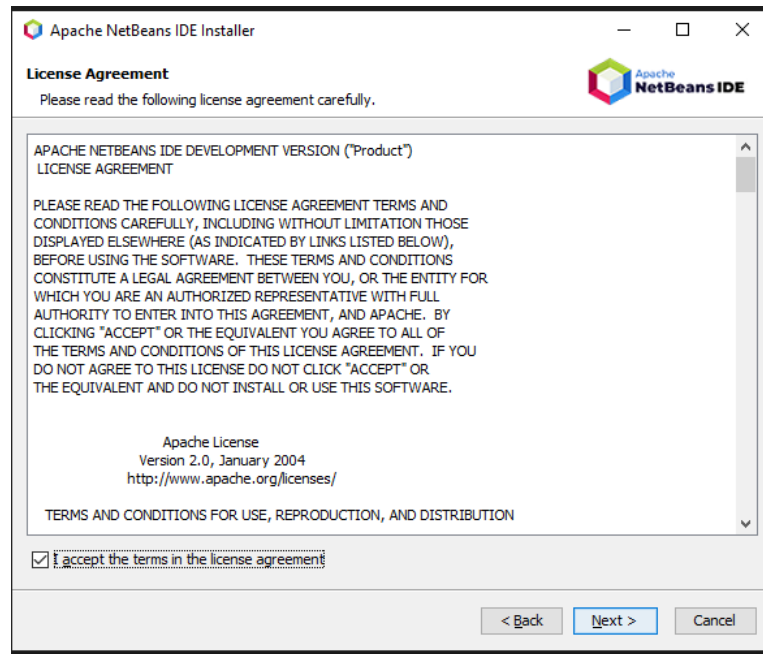 Apache NetBeans IDE Installer
License Agreement
Please read the following license agreement carefully.
Apache
NetBeans IDE
APACHE NETBEANS IDE DEVELOPMENT VERSION ("Product")
LICENSE AGREEMENT
PLEASE READ THE FOLLOWING LICENSE AGREEMENT TERMS AND
CONDITIONS CAREFULLY, INCLUDING WITHOUT LIMITATION THOSE
DISPLAYED ELSEWHERE (AS INDICATED BY LINKS LISTED BELOW),
BEFORE USING THE SOFTWARE.  THESE TERMS AND CONDITIONS
CONSTITUTE A LEGAL AGREEMENT BETWEEN YOU, OR THE ENTITY FOR
WHICH YOU ARE AN AUTHORIZED REPRESENTATIVE WITH FULL
AUTHORITY TO ENTER INTO THIS AGREEMENT, AND APACHE.  BY
CLICKING "ACCEPT" OR THE EQUIVALENT YOU AGREE TO ALL OF
THE TERMS AND CONDITIONS OF THIS LICENSE AGREEMENT.  IF YOU
DO NOT AGREE TO THIS LICENSE DO NOT CLICK "ACCEPT" OR
THE EQUIVALENT AND DO NOT INSTALL OR USE THIS SOFTWARE.
Apache License
Version 2.0, January 2004
http://www.apache.org/licenses/
TERMS AND CONDITIONS FOR USE, REPRODUCTION, AND DISTRIBUTION
I accept the terms in the license agreement
< Back
Next >
Cancel